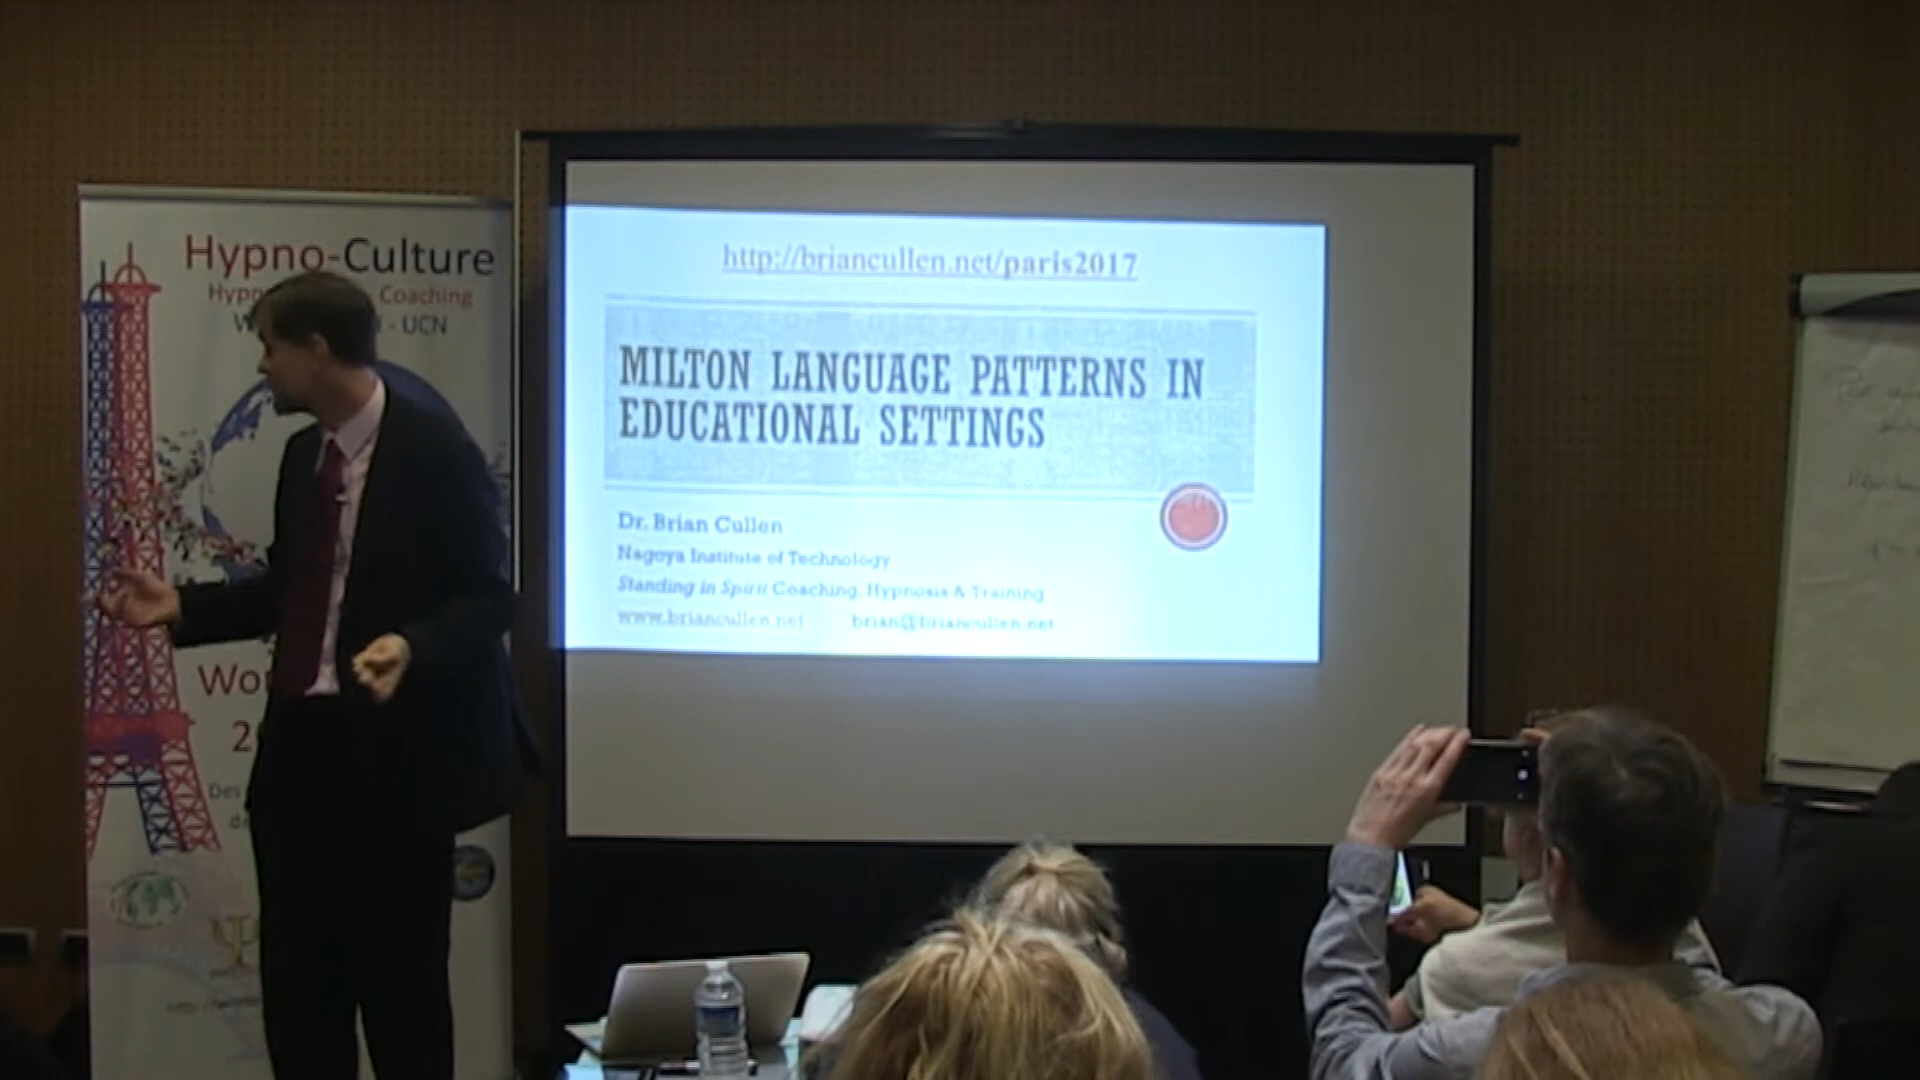 Hypno-Culture
Coaching
- UCN
http://briancullen.net/paris2017
MILTON LANGUAGE PATTERNS IN
EDUCATIONAL SETTINGS
Dr. Brian Cullen
Nagoya Institute of Technology
Standing in Spirit Coaching, Hypnosis & Training
www.briancullen.net brian@briancullen.net